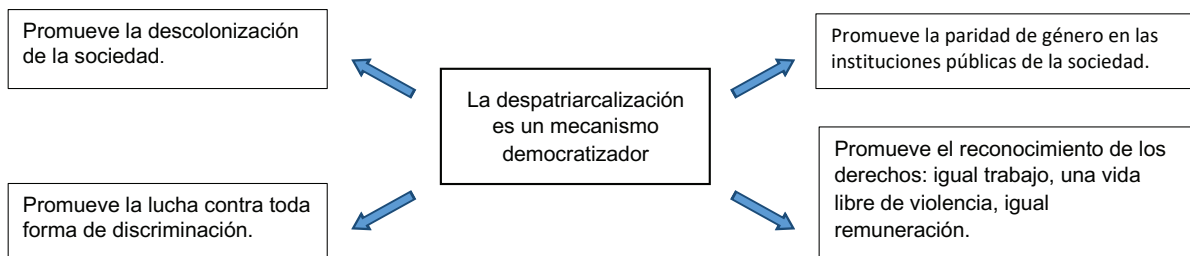 Promueve la descolonización
de la sociedad.
Promueve la paridad de género en las
instituciones públicas de la sociedad.
La despatriarcalización
es un mecanismo
democratizador
Promueve la lucha contra toda
forma de discriminación.
Promueve el reconocimiento de los
derechos: igual trabajo, una vida
libre de violencia, igual
remuneración.